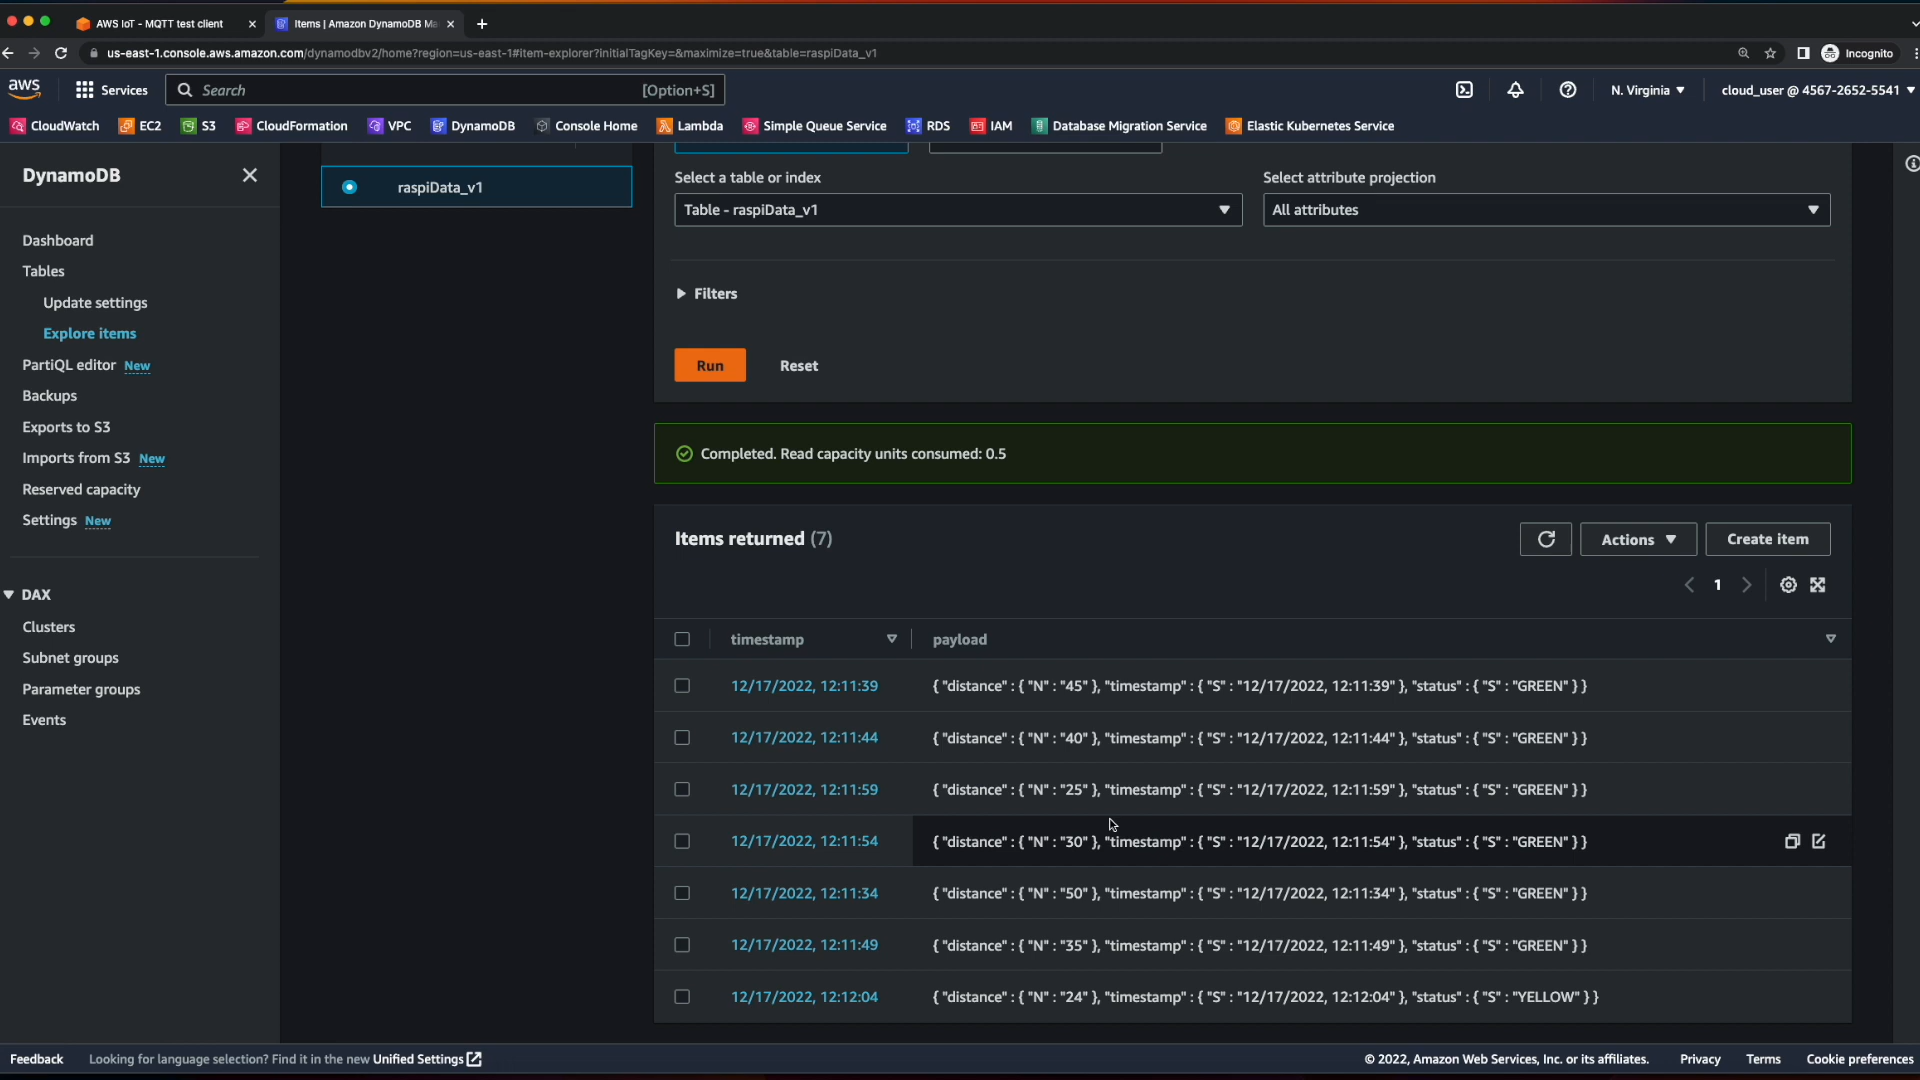 AWS IoT - MQTT test client
Items | Amazon DynamoDB Ma
us-east-1.console.aws.amazon.com/dynamodbv2/home?region=us-east-1#item-explorer?initialTagKey=&maximize=true&table=raspiData_v1
Incognito
aws
Services
Search
[Option+S]
N. Virginia
cloud_user @ 4567-2652-5541
CloudWatch
EC2
S3
CloudFormation
VPC
DynamoDB
Console Home
Lambda
Simple Queue Service
RDS
IAM
Database Migration Service
Elastic Kubernetes Service
DynamoDB
Dashboard
Tables
Update settings
Explore items
PartiQL editor New
Backups
Exports to S3
Imports from S3 New
Reserved capacity
Settings New
DAX
Clusters
Subnet groups
Parameter groups
Events
raspiData_v1
Select a table or index
Table - raspiData_v1
Select attribute projection
All attributes
Filters
Run
Reset
Completed. Read capacity units consumed: 0.5
Items returned (7)
Actions
Create item
1
timestamp
payload
12/17/2022, 12:11:39
{ "distance" : { "N" : "45" }, "timestamp" : { "S" : "12/17/2022, 12:11:39" }, "status" : { "S" : "GREEN" } }
12/17/2022, 12:11:44
{ "distance" : { "N" : "40" }, "timestamp" : { "S" : "12/17/2022, 12:11:44" }, "status" : { "S" : "GREEN" } }
12/17/2022, 12:11:59
{ "distance" : { "N" : "25" }, "timestamp" : { "S" : "12/17/2022, 12:11:59" }, "status" : { "S" : "GREEN" } }
12/17/2022, 12:11:54
{ "distance" : { "N" : "30" }, "timestamp" : { "S" : "12/17/2022, 12:11:54" }, "status" : { "S" : "GREEN" } }
12/17/2022, 12:11:34
{ "distance" : { "N" : "50" }, "timestamp" : { "S" : "12/17/2022, 12:11:34" }, "status" : { "S" : "GREEN" } }
12/17/2022, 12:11:49
{ "distance" : { "N" : "35" }, "timestamp" : { "S" : "12/17/2022, 12:11:49" }, "status" : { "S" : "GREEN" } }
12/17/2022, 12:12:04
{ "distance" : { "N" : "24" }, "timestamp" : { "S" : "12/17/2022, 12:12:04" }, "status" : { "S" : "YELLOW" } }
Feedback
Looking for language selection? Find it in the new Unified Settings
© 2022, Amazon Web Services, Inc. or its affiliates.
Privacy
Terms
Cookie preferences